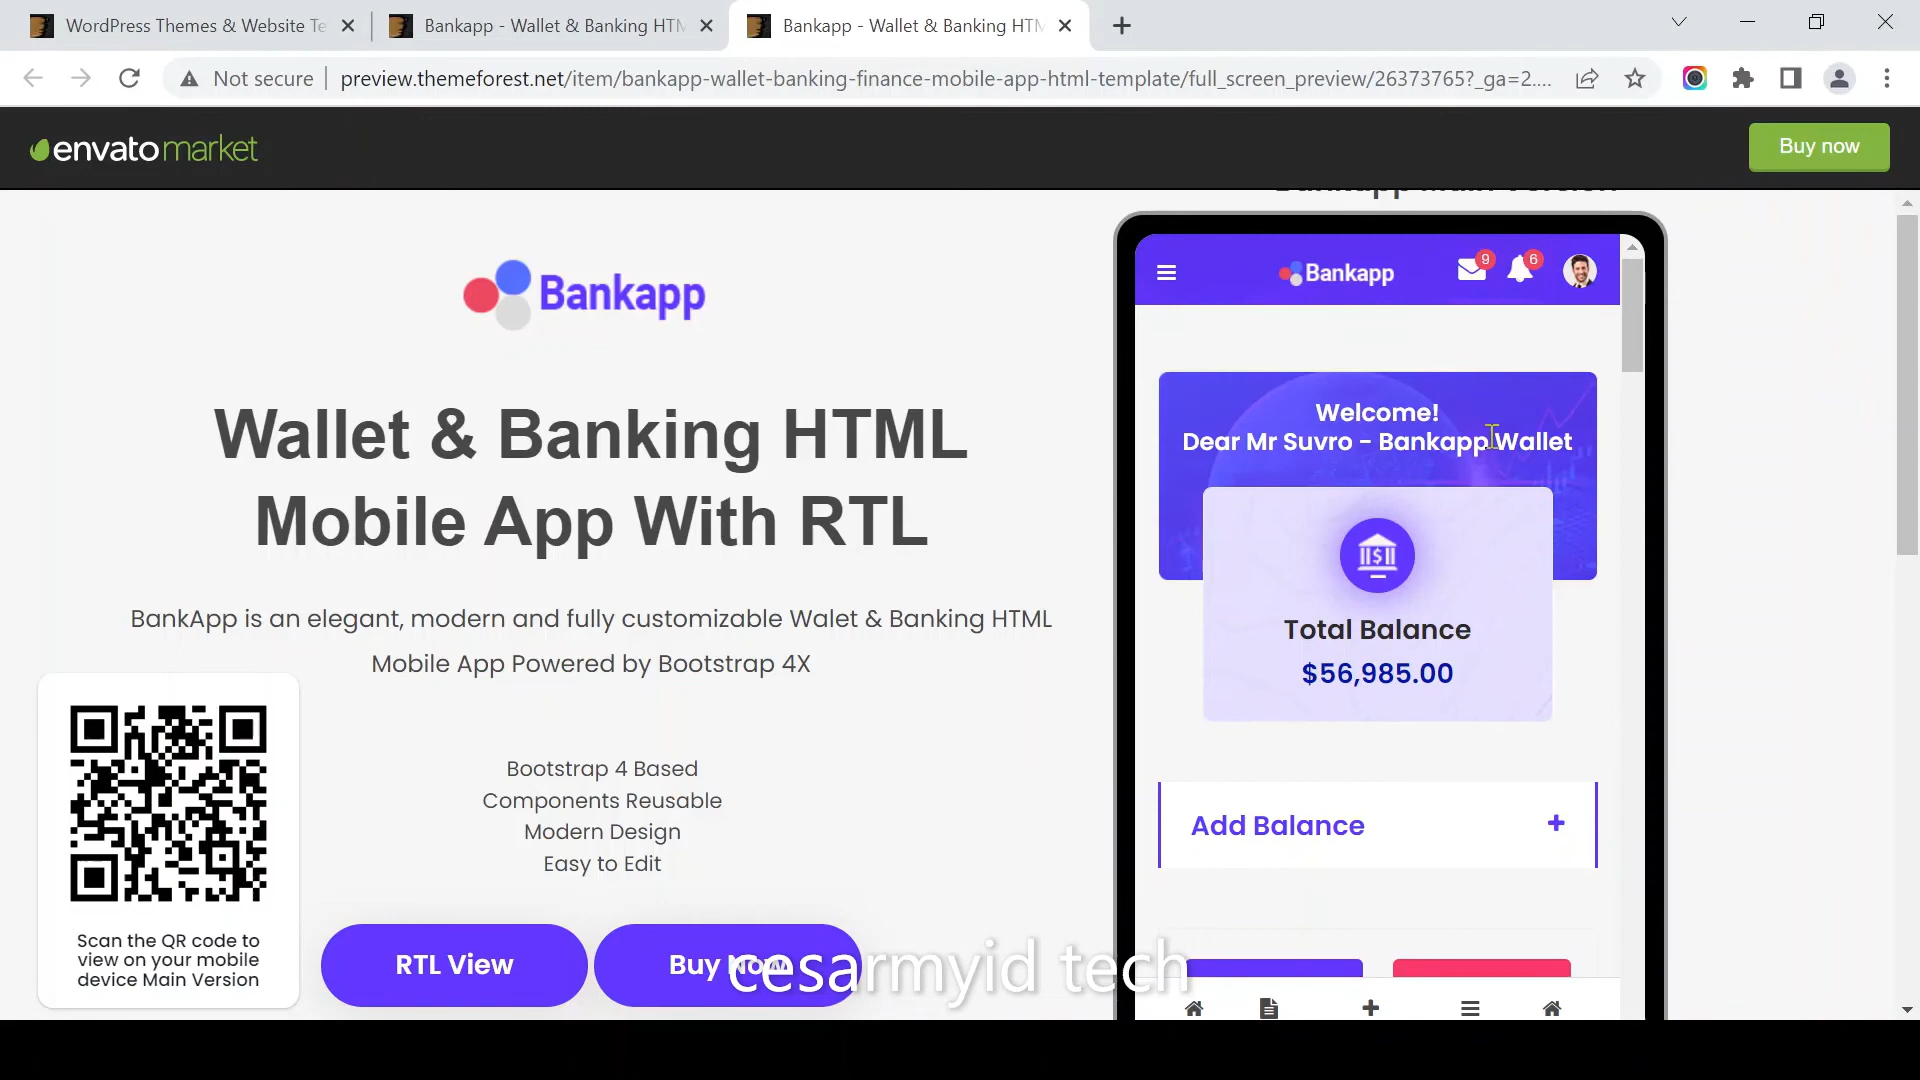 WordPress Themes & Website Te
Bankapp - Wallet & Banking HTM
Bankapp - Wallet & Banking HTM
Not secure
preview.themeforest.net/item/bankapp-wallet-banking-finance-mobile-app-html-template/full_screen_preview/26373765?_ga=2....
envato market
Buy now
Bankapp Main Version
Bankapp
Wallet & Banking HTML
Mobile App With RTL
BankApp is an elegant, modern and fully customizable Walet & Banking HTML
Mobile App Powered by Bootstrap 4X
Bootstrap 4 Based
Components Reusable
Modern Design
Easy to Edit
Scan the QR code to
view on your mobile
device Main Version
RTL View
Buy Now
Bankapp
9
6
Welcome!
Dear Mr Suvro - Bankapp Wallet
Total Balance
$56,985.00
Add Balance
+
cesarmyid tech